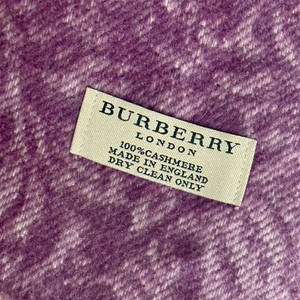 BURBERRY
LONDON
100%CASHMERE
MADE IN ENGLAND
DRY CLEAN ONLY